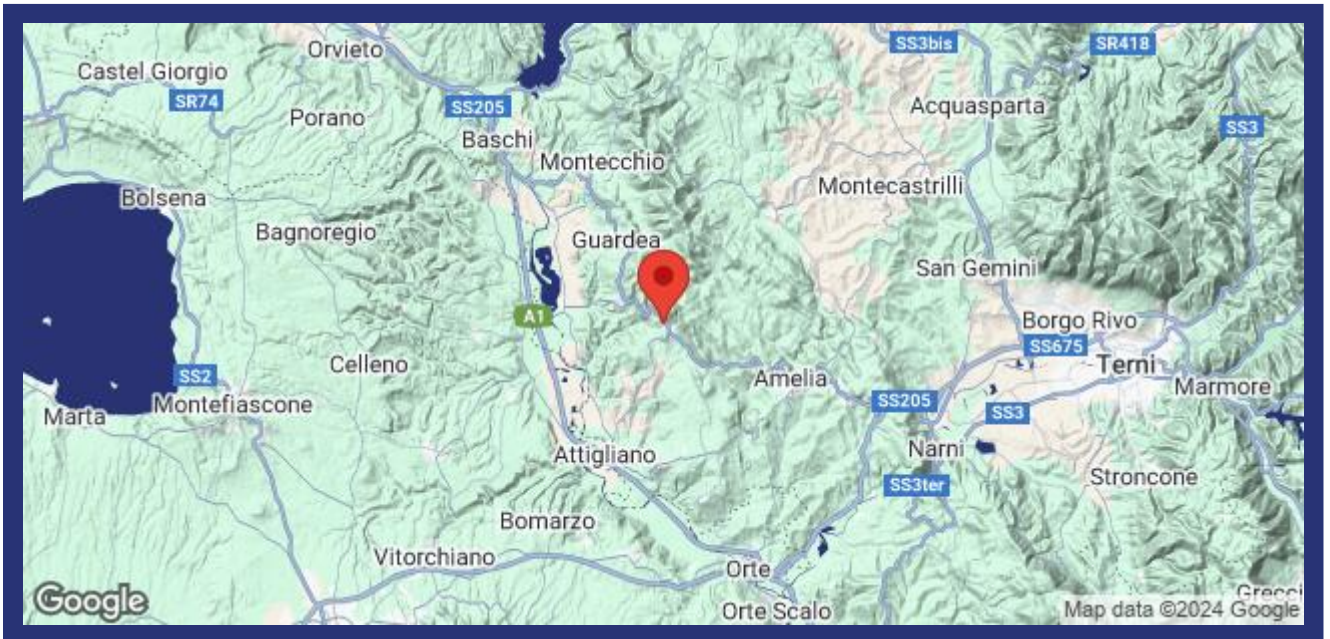 Orvieto
SS3bis
SR418
Castel Giorgio
SR74
SS205
Acquasparta
Porano
SS3
Baschi
Montecchio
Montecastrilli
Bolsena
Bagnoregio
Guardea
San Gemini
A1
Borgo Rivo
SS675
Celleno
Terni
SS2
Amelia
Marmore
Marta
Montefiascone
SS205
SS3
Narni
Attigliano
Stroncone
SS3ter
Bomarzo
Vitorchiano
Orte
Grecci
Google
Orte Scalo
Map data ©2024 Google